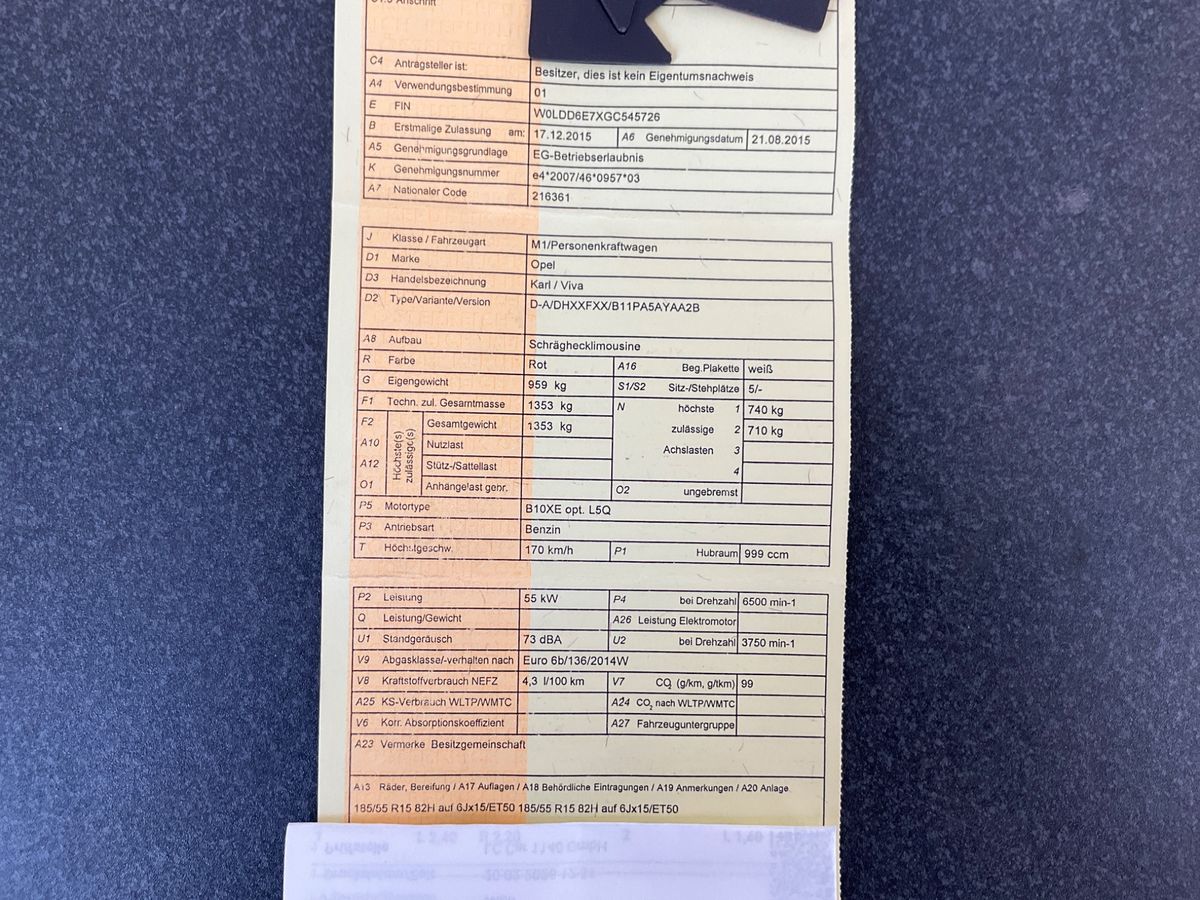 C1.3 Anschrift
C4 Antragsteller ist: Besitzer, dies ist kein Eigentumsnachweis
A4 Verwendungsbestimmung 01
E FIN W0LDD6E7XGC545726
B Erstmalige Zulassung am: 17.12.2015 A6 Genehmigungsdatum 21.08.2015
A5 Genehmigungsgrundlage EG-Betriebserlaubnis
K Genehmigungsnummer e4*2007/46*0957*03
A7 Nationaler Code 216361
J Klasse / Fahrzeugart M1/Personenkraftwagen
D1 Marke Opel
D3 Handelsbezeichnung Karl / Viva
D2 Type/Variante/Version D-A/DHXXFXX/B11PA5AYAA2B
A8 Aufbau Schräghecklimousine
R Farbe Rot A16 Beg.Plakette weiß
G Eigengewicht 959 kg S1/S2 Sitz-/Stehplätze 5/-
F1 Techn. zul. Gesamtmasse 1353 kg N höchste 1 740 kg
F2 Höchste(s) zulässige(s) Gesamtgewicht 1353 kg zulässige 2 710 kg
A10 Nutzlast Achslasten 3
A12 Stütz-/Sattellast 4
O1 Anhängelast gebr. O2 ungebremst
P5 Motortype B10XE opt. L5Q
P3 Antriebsart Benzin
T Höchstgeschw. 170 km/h P1 Hubraum 999 ccm
P2 Leistung 55 kW P4 bei Drehzahl 6500 min-1
Q Leistung/Gewicht A26 Leistung Elektromotor
U1 Standgeräusch 73 dBA U2 bei Drehzahl 3750 min-1
V9 Abgasklasse/-verhalten nach Euro 6b/136/2014W
V8 Kraftstoffverbrauch NEFZ 4,3 l/100 km V7 CO2 (g/km, g/tkm) 99
A25 KS-Verbrauch WLTP/WMTC A24 CO2 nach WLTP/WMTC
V6 Korr. Absorptionskoeffizient A27 Fahrzeuguntergruppe
A23 Vermerke Besitzgemeinschaft
A13 Räder, Bereifung / A17 Auflagen / A18 Behördliche Eintragungen / A19 Anmerkungen / A20 Anlage
185/55 R15 82H auf 6Jx15/ET50 185/55 R15 82H auf 6Jx15/ET50